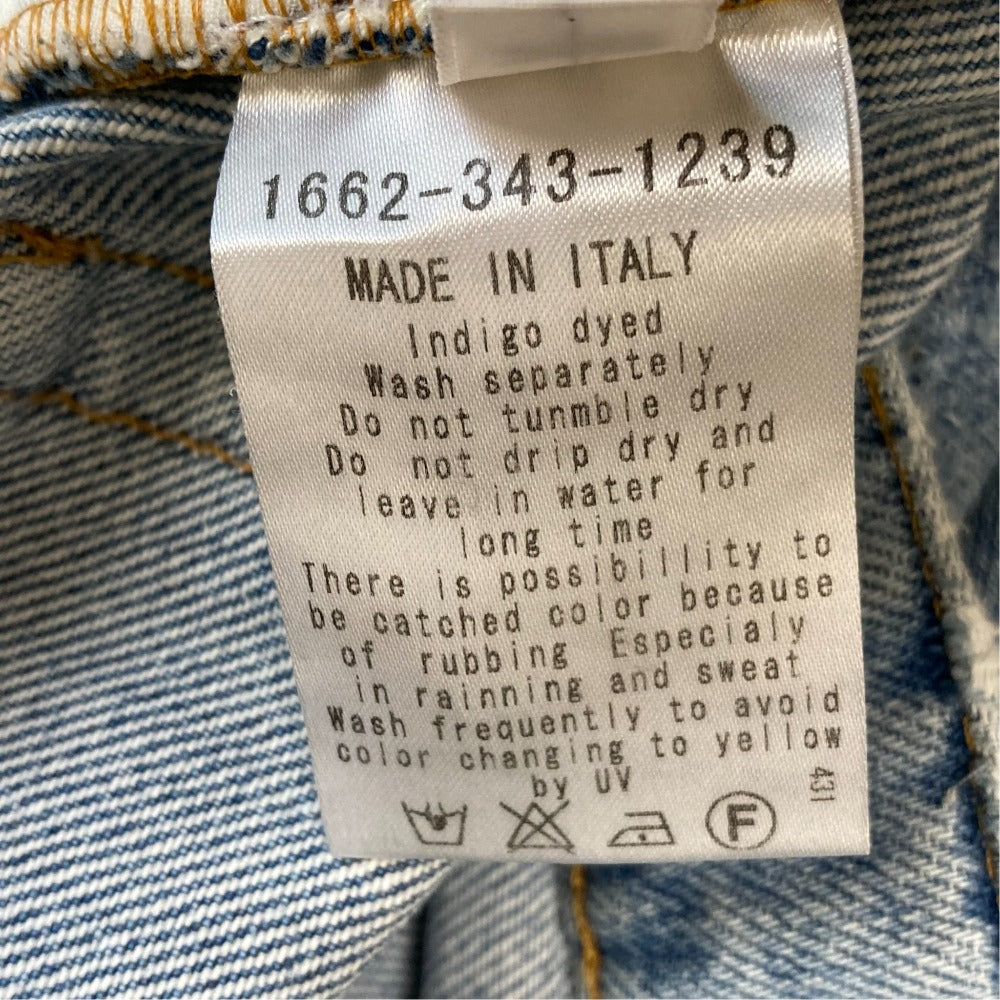 1662-343-1239
MADE IN ITALY
Indigo dyed
Wash separately
Do not tunmble dry
Do not drip dry and
leave in water for
long time
There is possibillity to
be catched color because
of rubbing Especialy
in rainning and sweat
Wash frequently to avoid
color changing to yellow
by UV
431
F